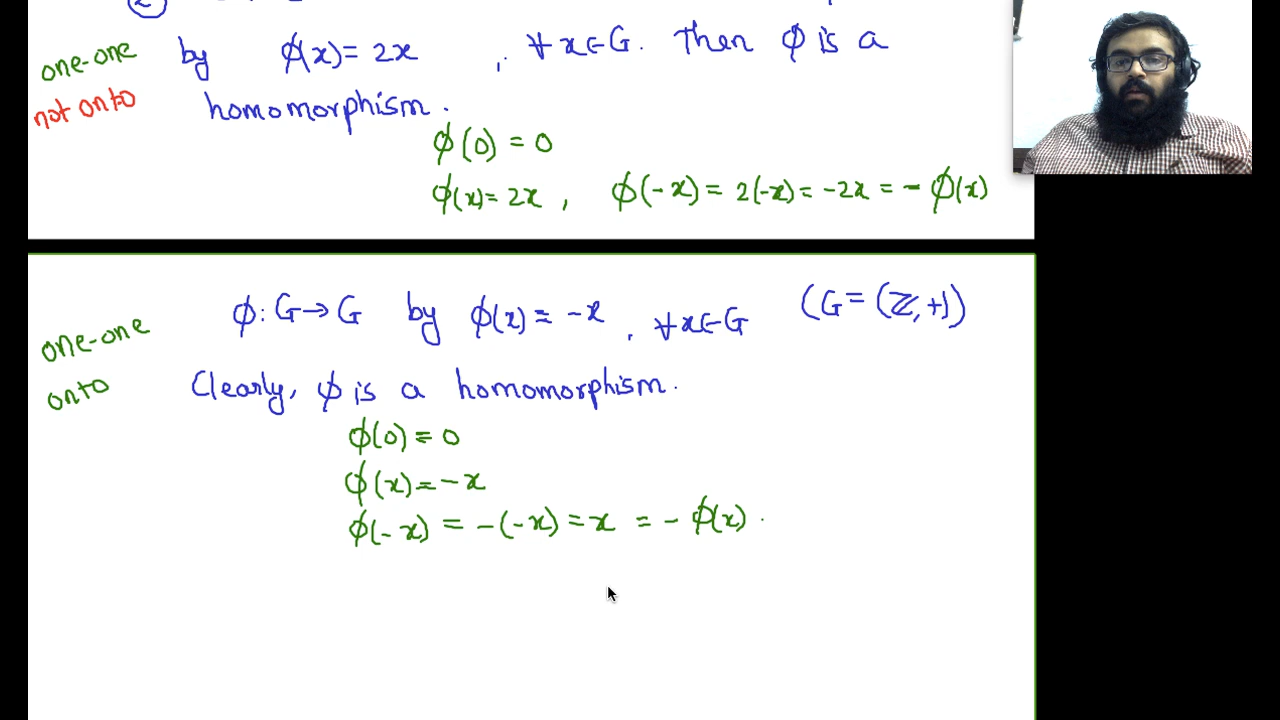 ②
one-one by φ(x) = 2x , ∀ x∈G. Then φ is a
not onto homomorphism.
φ(0) = 0
φ(x) = 2x , φ(-x) = 2(-x) = -2x = - φ(x)
φ: G→G by φ(x) = -x , ∀x∈G (G = (ℤ, +))
one-one
onto Clearly, φ is a homomorphism.
φ(0) = 0
φ(x) = -x
φ(-x) = -(-x) = x = - φ(x).